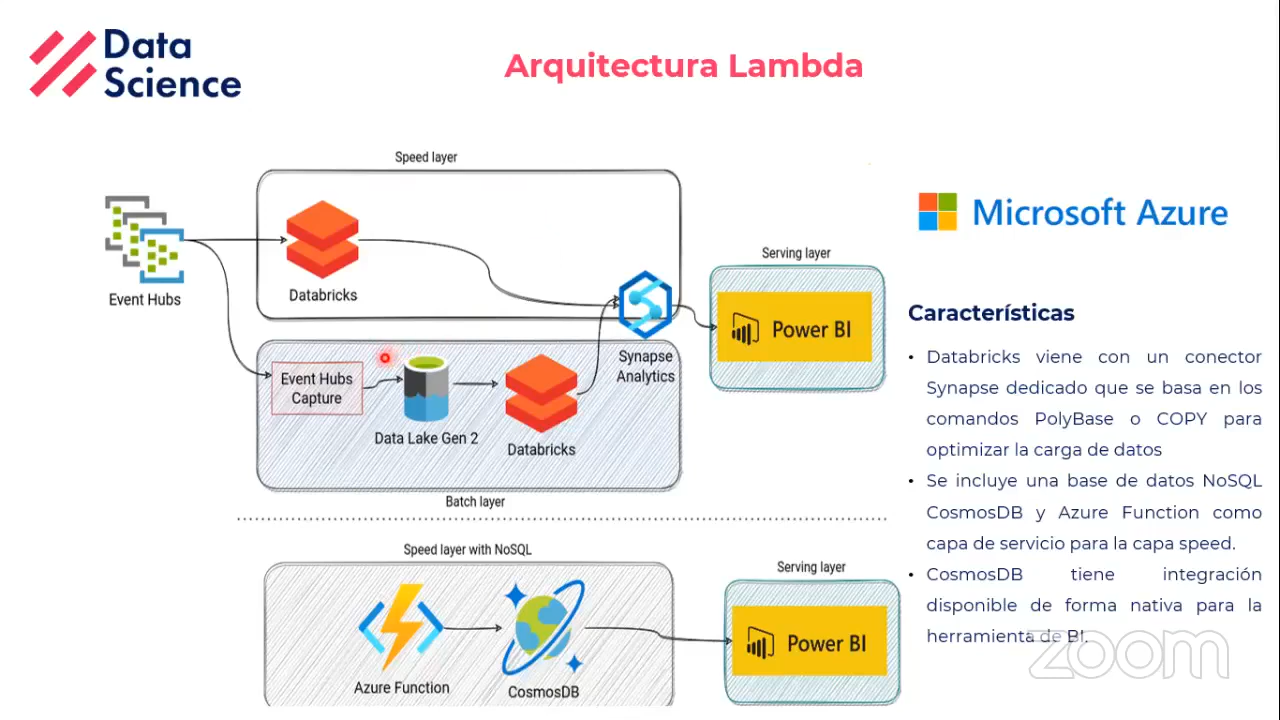 Data
Science
Arquitectura Lambda
Speed layer
Event Hubs
Databricks
Synapse
Analytics
Event Hubs
Capture
Data Lake Gen 2
Databricks
Batch layer
Serving layer
Power BI
Speed layer with NoSQL
Azure Function
CosmosDB
Serving layer
Power BI
Microsoft Azure
Características
• Databricks viene con un conector
Synapse dedicado que se basa en los
comandos PolyBase o COPY para
optimizar la carga de datos
• Se incluye una base de datos NoSQL
CosmosDB y Azure Function como
capa de servicio para la capa speed.
• CosmosDB tiene integración
disponible de forma nativa para la
herramienta de BI.
zoom